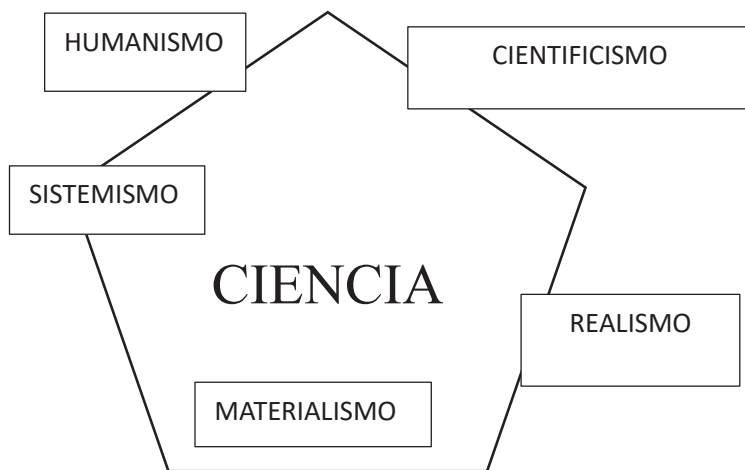 HUMANISMO
CIENTIFICISMO
SISTEMISMO
CIENCIA
REALISMO
MATERIALISMO